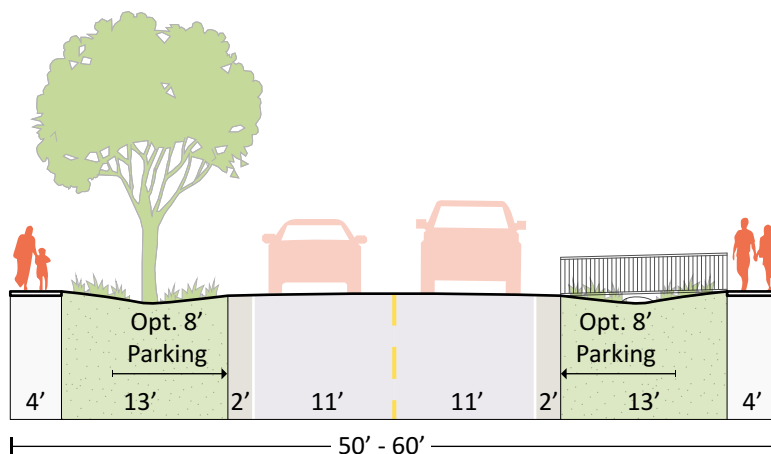 Opt. 8’
Parking
Opt. 8’
Parking
4’ 13’ 2’ 11’ 11’ 2’ 13’ 4’
50’ - 60’